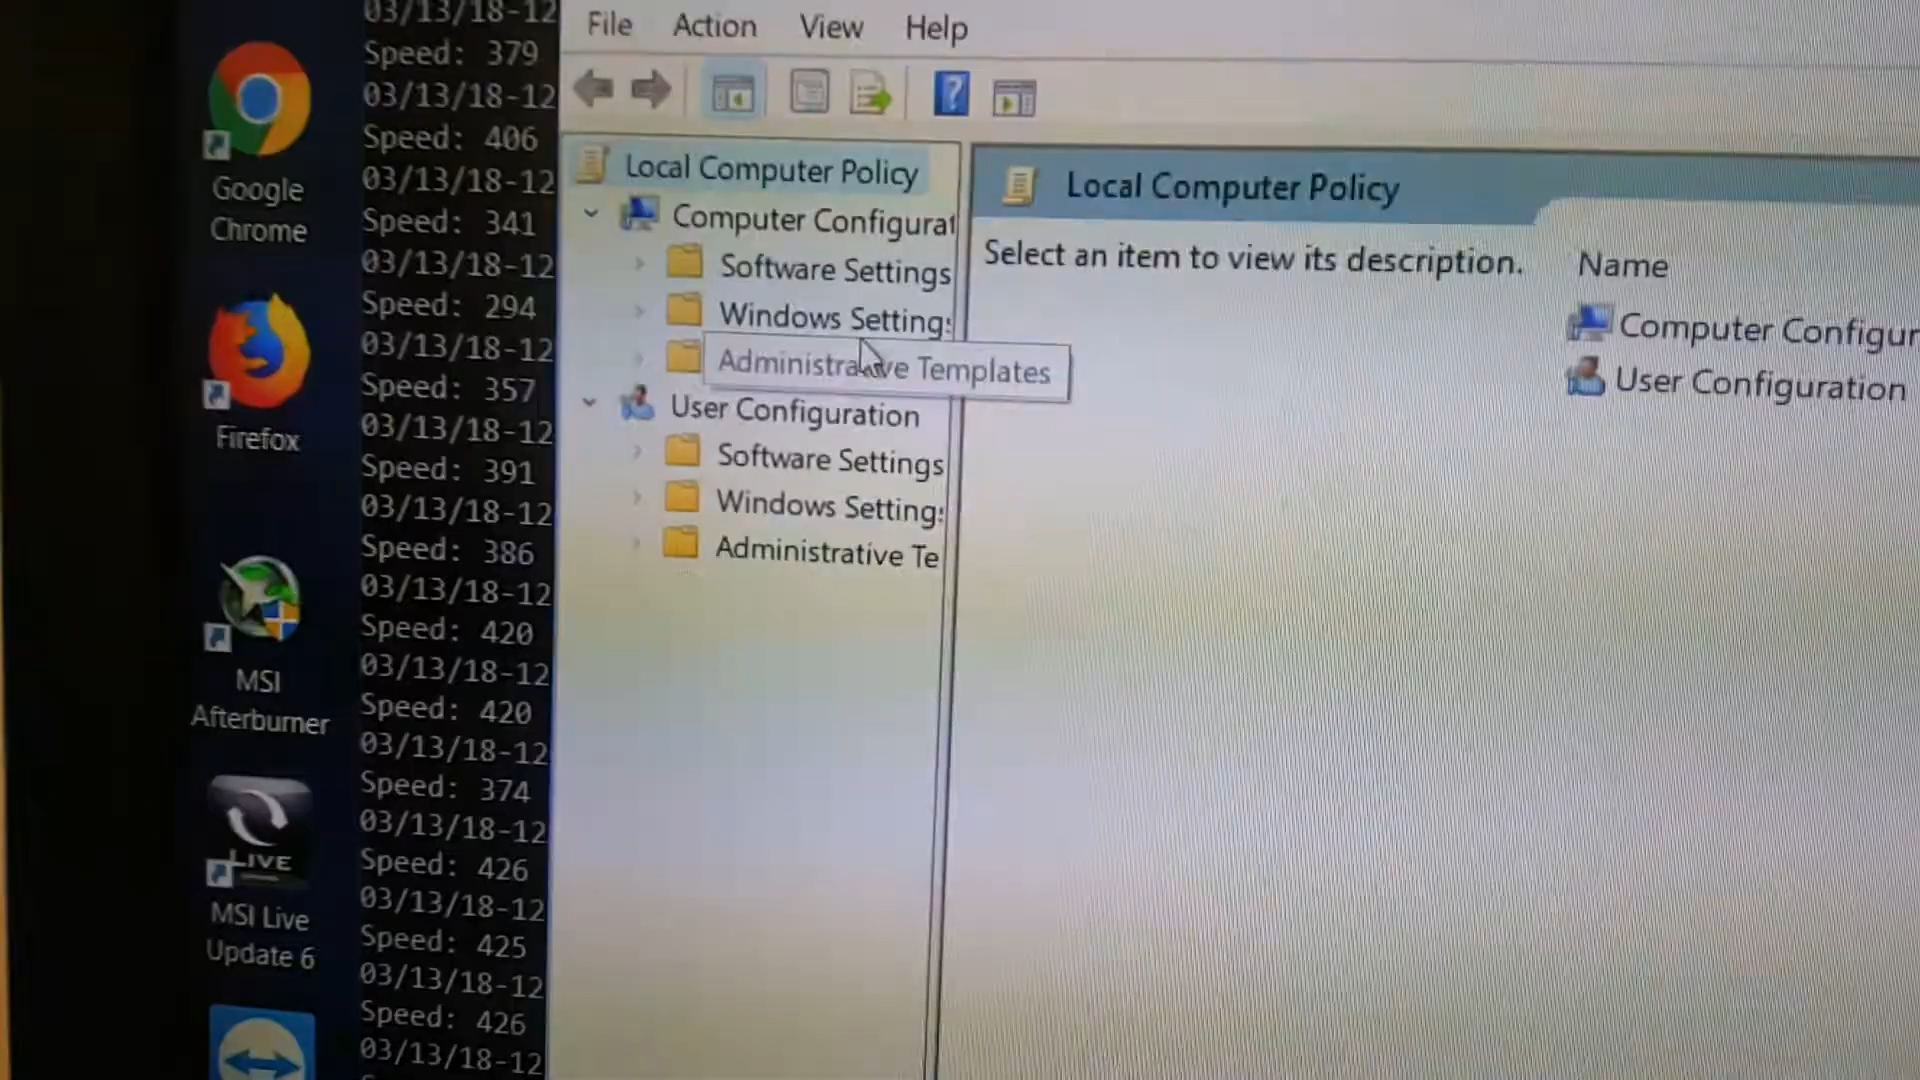 Google
Chrome
Firefox
MSI
Afterburner
LIVE
MSI Live
Update 6
03/13/18-12
Speed: 379
03/13/18-12
Speed: 406
03/13/18-12
Speed: 341
03/13/18-12
Speed: 294
03/13/18-12
Speed: 357
03/13/18-12
Speed: 391
03/13/18-12
Speed: 386
03/13/18-12
Speed: 420
03/13/18-12
Speed: 420
03/13/18-12
Speed: 374
03/13/18-12
Speed: 426
03/13/18-12
Speed: 425
03/13/18-12
Speed: 426
03/13/18-12
File Action View Help
?
Local Computer Policy
Computer Configurat
Software Settings
Windows Settings
Administrative Templates
User Configuration
Software Settings
Windows Settings
Administrative Te
Local Computer Policy
Select an item to view its description.
Name
Computer Configur
User Configuration